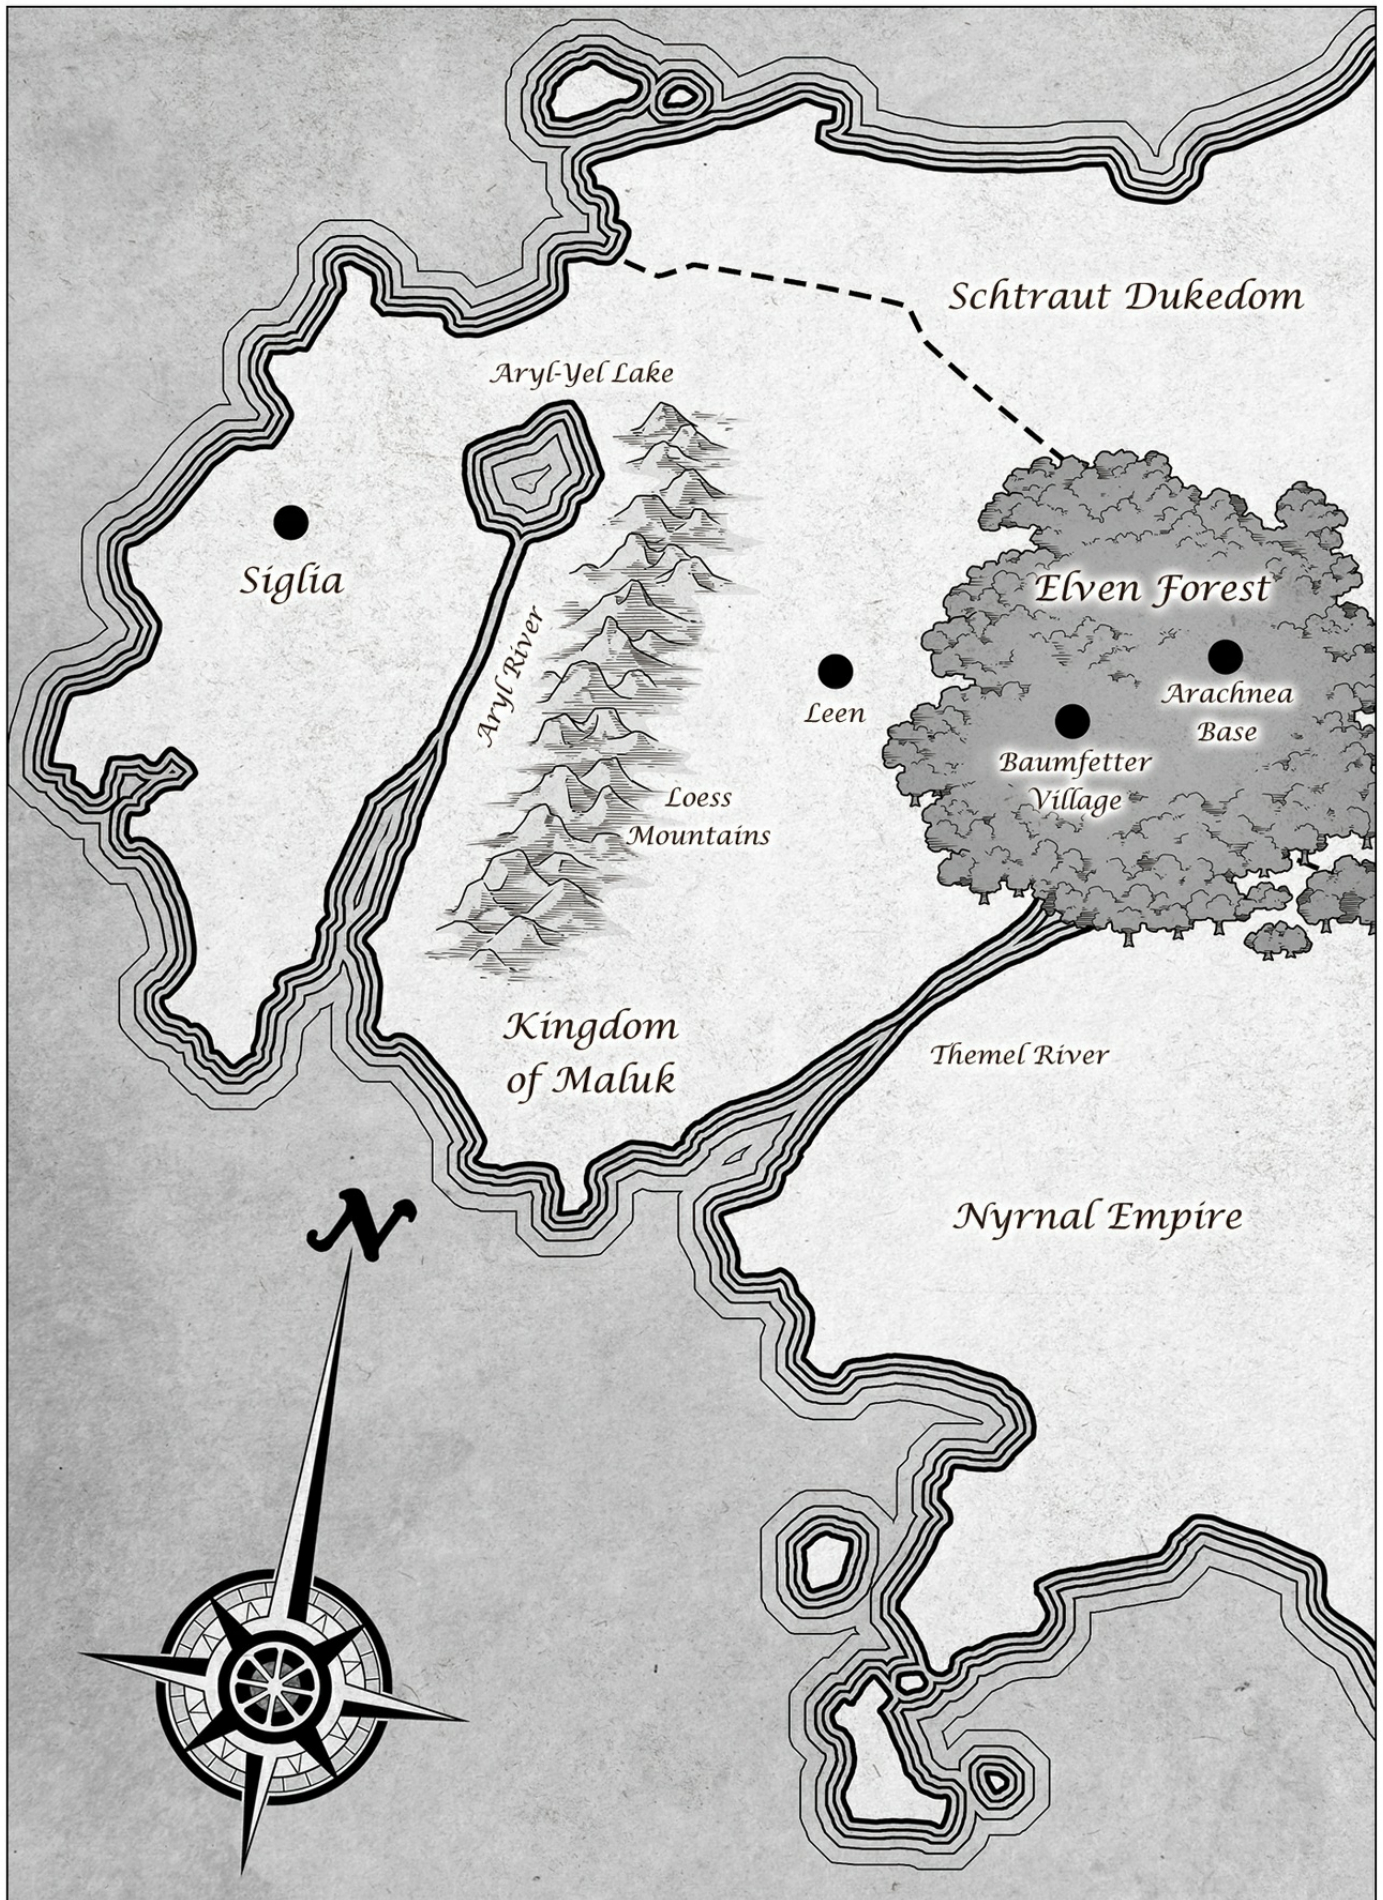 Schtraut Dukedom
Aryl-Yel Lake
Siglia
Elven Forest
Aryl River
Leen
Arachnea
Base
Baumfetter
Village
Loess
Mountains
Kingdom
of Maluk
Themel River
Nyrnal Empire
N